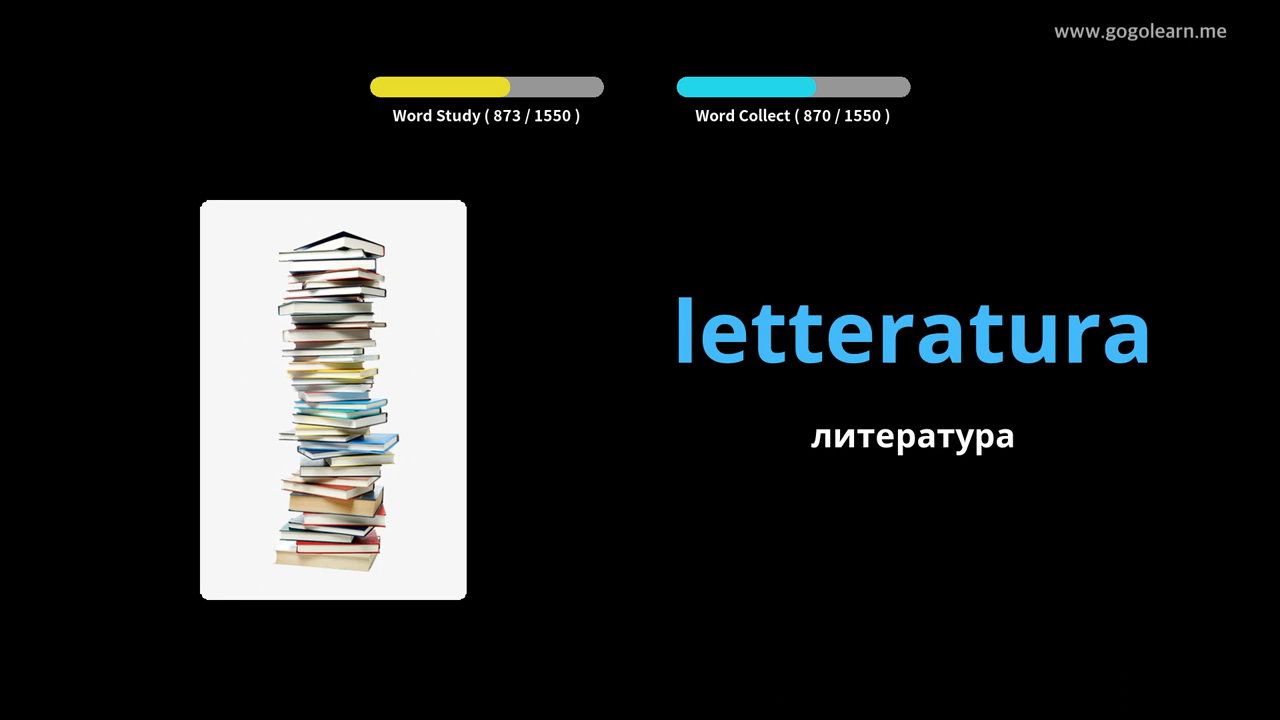 www.gogolearn.me
Word Study ( 873 / 1550 )
Word Collect ( 870 / 1550 )
letteratura
литература